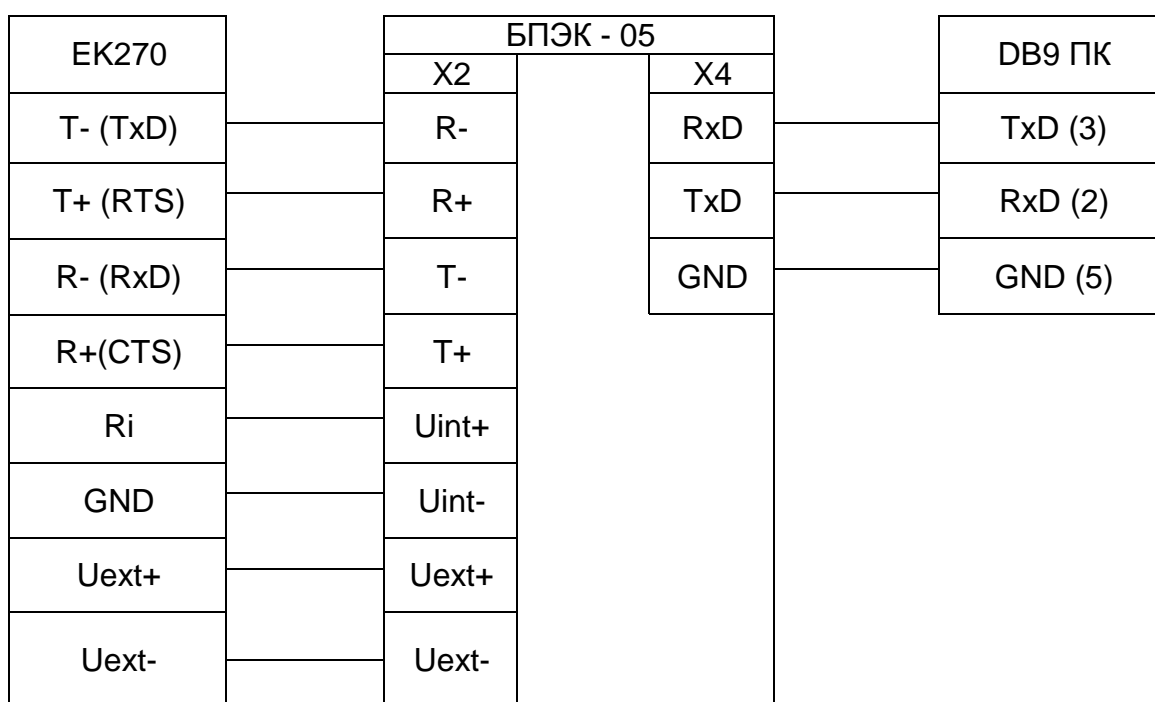 EK270
БПЭК - 05
DB9 ПК
X2
X4
T- (TxD)
R-
RxD
TxD (3)
T+ (RTS)
R+
TxD
RxD (2)
R- (RxD)
T-
GND
GND (5)
R+(CTS)
T+
Ri
Uint+
GND
Uint-
Uext+
Uext+
Uext-
Uext-